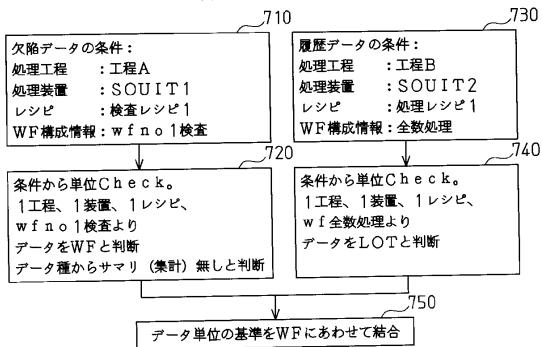 710
欠陥データの条件：
処理工程　：工程A
処理装置　：SOUIT1
レシピ　　：検査レシピ1
WF構成情報：wfno1検査
730
履歴データの条件：
処理工程　：工程B
処理装置　：SOUIT2
レシピ　　：処理レシピ1
WF構成情報：全数処理
720
条件から単位Check。
1工程、1装置、1レシピ、
wfno1検査より
データをWFと判断
データ種からサマリ（集計）無しと判断
740
条件から単位Check。
1工程、1装置、1レシピ、
wf全数処理より
データをLOTと判断
750
データ単位の基準をWFにあわせて結合